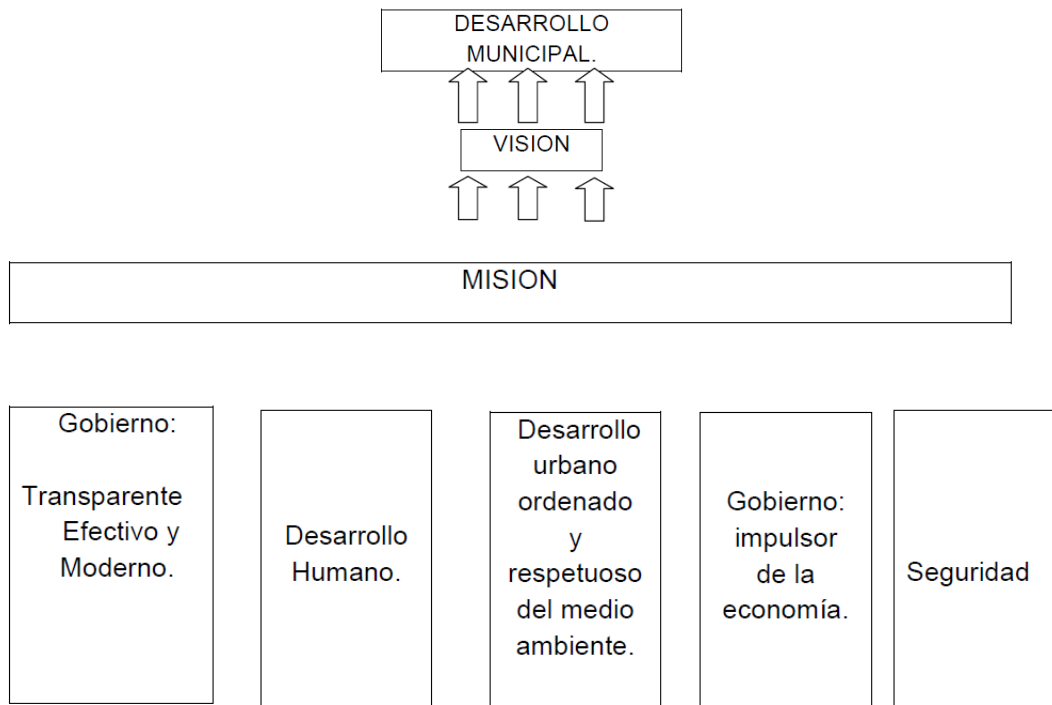 DESARROLLO
MUNICIPAL.
VISION
MISION
Gobierno:
Transparente
Efectivo y
Moderno.
Desarrollo
Humano.
Desarrollo
urbano
ordenado
y
respetuoso
del medio
ambiente.
Gobierno:
impulsor
de la
economía.
Seguridad